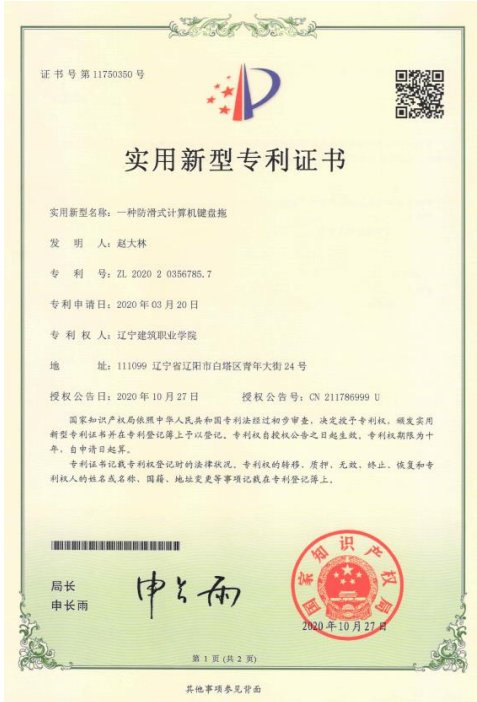 证书号第11750350号
实用新型专利证书
实用新型名称：一种防滑式计算机键盘拖
发明人：赵大林
专利号：ZL 2020 2 0356785.7
专利申请日：2020年03月20日
专利权人：辽宁建筑职业学院
地址：111099 辽宁省辽阳市白塔区青年大街24号
授权公告日：2020年10月27日 授权公告号：CN 211786999 U
国家知识产权局依照中华人民共和国专利法经过初步审查，决定授予专利权，颁发实用
新型专利证书并在专利登记簿上予以登记。专利权自授权公告之日起生效。专利权期限为十
年，自申请日起算。
专利证书记载专利权登记时的法律状况。专利权的转移、质押、无效、终止、恢复和专
利权人的姓名或名称、国籍、地址变更等事项记载在专利登记簿上。
局长
申长雨
申长雨
国家知识产权局
2020年10月27日
第1页(共2页)
其他事项参见背面